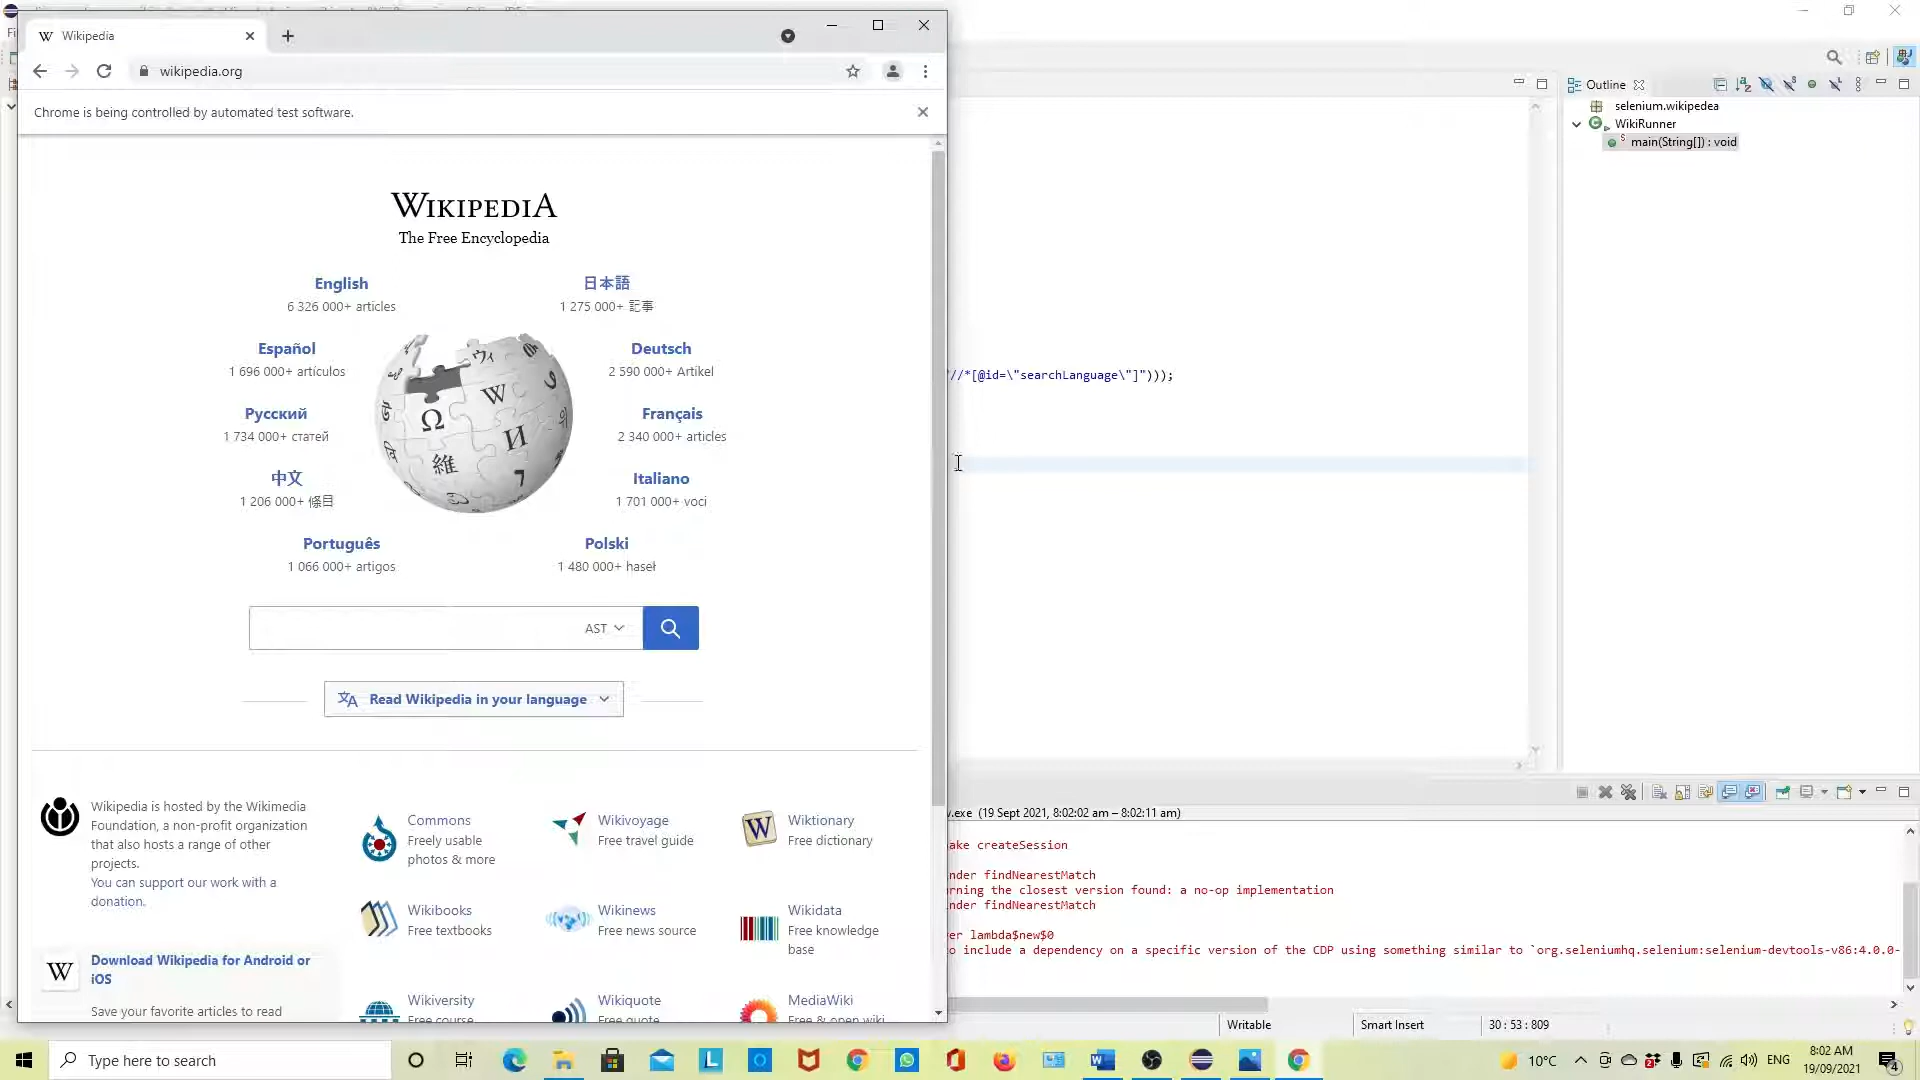 Wikipedia
wikipedia.org
Chrome is being controlled by automated test software.
WIKIPEDIA
The Free Encyclopedia
English
6 326 000+ articles
日本語
1 275 000+ 記事
Español
1 696 000+ artículos
Deutsch
2 590 000+ Artikel
Русский
1 734 000+ статей
Français
2 340 000+ articles
中文
1 206 000+ 條目
Italiano
1 701 000+ voci
Português
1 066 000+ artigos
Polski
1 480 000+ haseł
AST
Read Wikipedia in your language
Wikipedia is hosted by the Wikimedia
Foundation, a non-profit organization
that also hosts a range of other
projects.
You can support our work with a
donation.
Download Wikipedia for Android or
iOS
Save your favorite articles to read
Commons
Freely usable
photos & more
Wikivoyage
Free travel guide
Wiktionary
Free dictionary
Wikibooks
Free textbooks
Wikinews
Free news source
Wikidata
Free knowledge
base
Wikiversity
Free course
Wikiquote
Free quote
MediaWiki
Free & open wiki
"//*[@id=\"searchLanguage\"]")));
Outline
selenium.wikipedea
WikiRunner
main(String[]) : void
.exe (19 Sept 2021, 8:02:02 am – 8:02:11 am)
ake createSession
nder findNearestMatch
rning the closest version found: a no-op implementation
nder findNearestMatch
er lambda$new$0
o include a dependency on a specific version of the CDP using something similar to `org.seleniumhq.selenium:selenium-devtools-v86:4.0.0-
Writable
Smart Insert
30 : 53 : 809
Type here to search
10°C
ENG
8:02 AM
19/09/2021
4